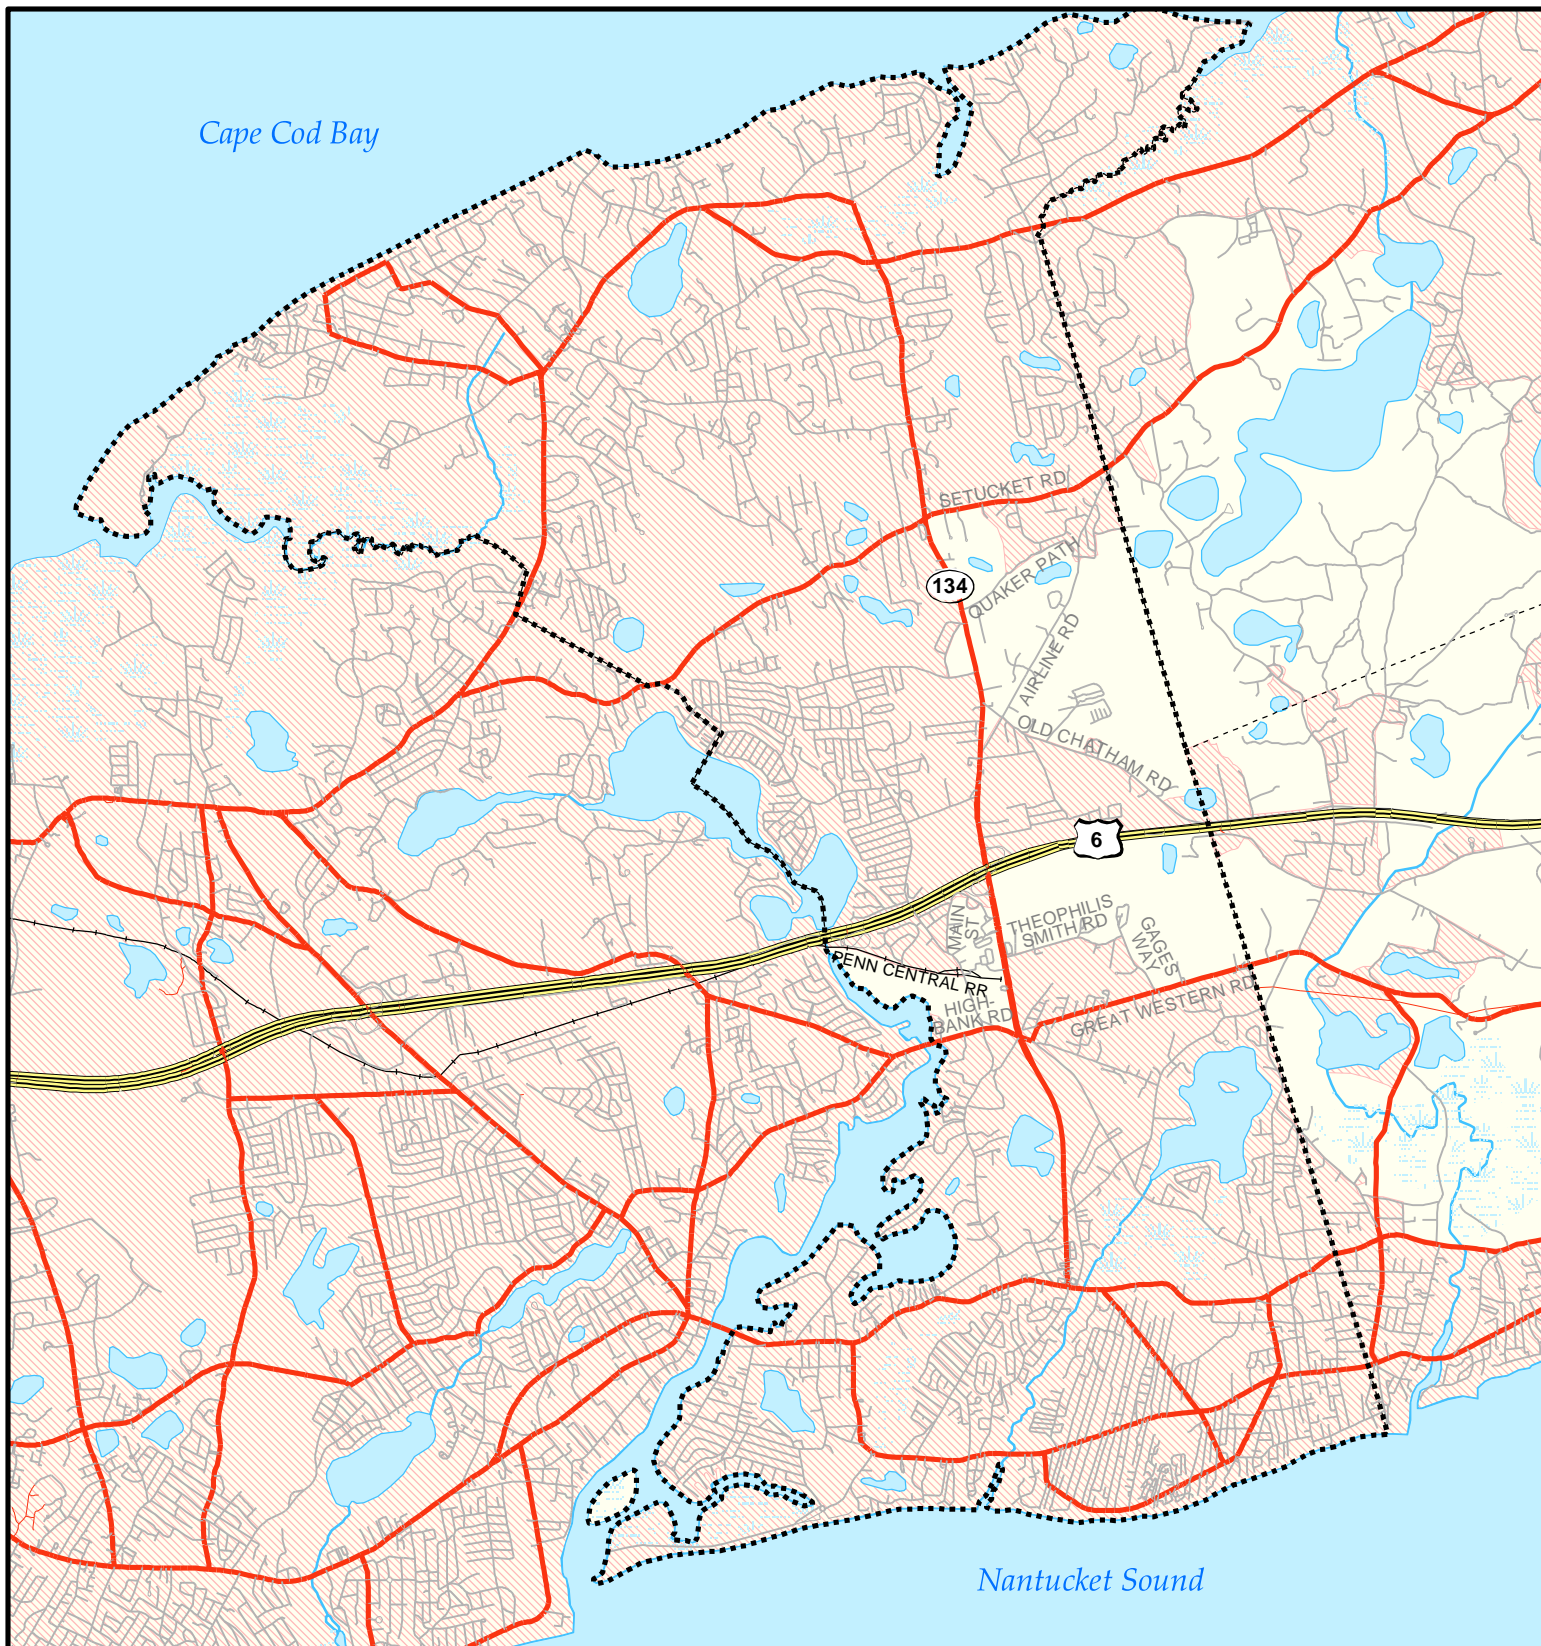 Cape Cod Bay
SETUCKET RD
QUAKER PATH
134
AIRLINE RD
OLD CHATHAM RD
6
MAIN
ST
THEOPHILIS
SMITH RD
GAGES
WAY
PENN CENTRAL RR
HIGH-
BANK RD
GREAT WESTERN RD
Nantucket Sound